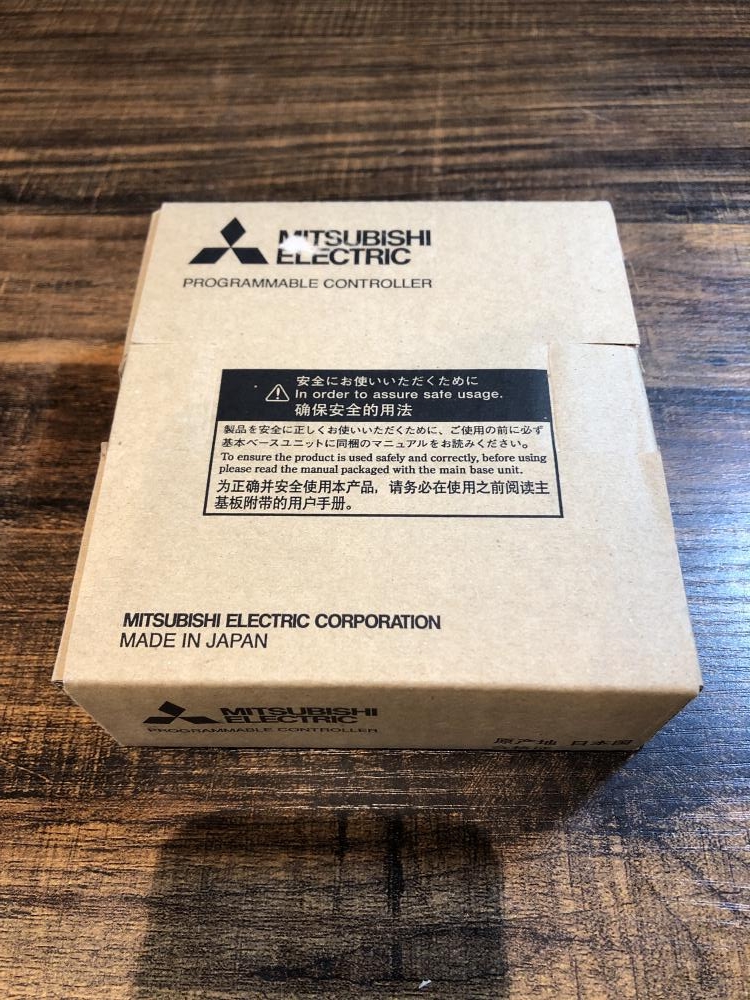 MITSUBISHI
ELECTRIC
PROGRAMMABLE CONTROLLER
安全にお使いいただくために
In order to assure safe usage.
确保安全的用法
製品を安全に正しくお使いいただくために、ご使用の前に必ず
基本ベースユニットに同梱のマニュアルをお読みください。
To ensure the product is used safely and correctly, before using
please read the manual packaged with the main base unit.
为正确并安全使用本产品，请务必在使用之前阅读主
基板附带的用户手册。
MITSUBISHI ELECTRIC CORPORATION
MADE IN JAPAN
MITSUBISHI
ELECTRIC
PROGRAMMABLE CONTROLLER
原产地 日本国